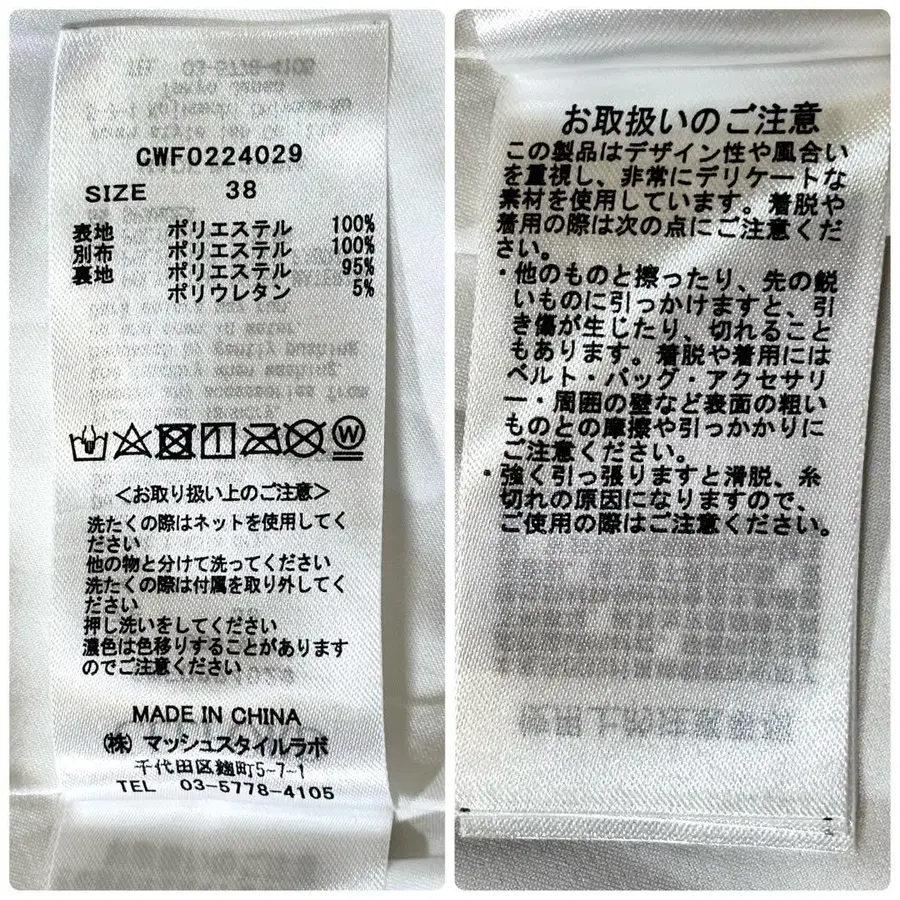 CWF0224029
SIZE 38
表地 ポリエステル 100%
別布 ポリエステル 100%
裏地 ポリエステル 95%
ポリウレタン 5%
W
<お取り扱い上のご注意>
洗たくの際はネットを使用してく
ださい
他の物と分けて洗ってください
洗たくの際は付属を取り外してく
ださい
押し洗いをしてください
濃色は色移りすることがあります
のでご注意ください
MADE IN CHINA
(株) マッシュスタイルラボ
千代田区麹町5-7-1
TEL 03-5778-4105
お取扱いのご注意
この製品はデザイン性や風合い
を重視し、非常にデリケートな
素材を使用しています。着脱や
着用の際は次の点にご注意くだ
さい。
・他のものと擦ったり、先の鋭
いものに引っかけますと、引
き傷が生じたり、切れること
もあります。着脱や着用には
ベルト・バッグ・アクセサリ
ー・周囲の壁など表面の粗い
ものとの摩擦や引っかかりに
ご注意ください。
・強く引っ張りますと滑脱、糸
切れの原因になりますので、
ご使用の際はご注意ください。